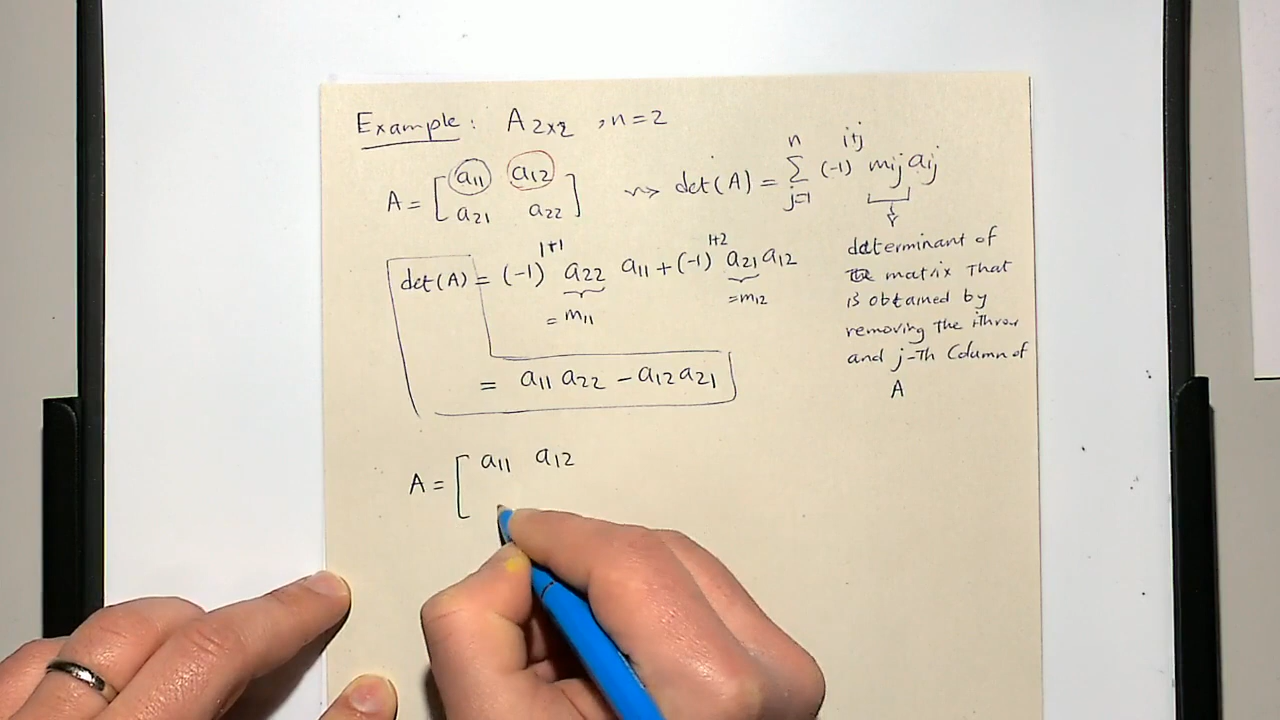 Example: A2x2 , n=2
A = [ a11 a12
a21 a22 ]
⇝ det(A) = Σ (-1)^i+j mij aij
n
j=1
det(A) = (-1)^1+1 a22 a11 + (-1)^1+2 a21 a12
= m11
= m12
= a11 a22 - a12 a21
determinant of
the matrix That
is obtained by
removing The iThrow
and j-Th Column of
A
A = [ a11 a12